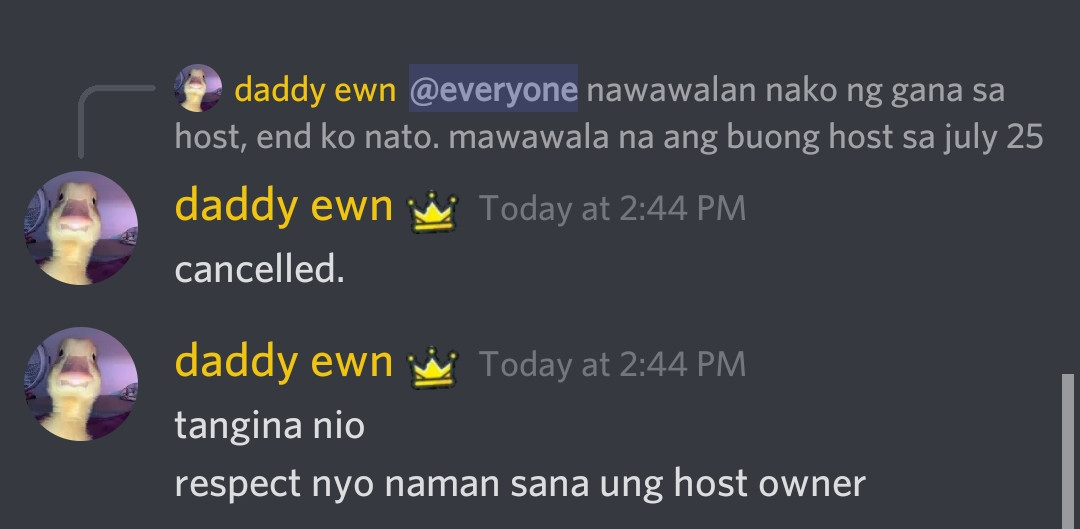 daddy ewn @everyone nawawalan nako ng gana sa
host, end ko nato. mawawala na ang buong host sa july 25
daddy ewn Today at 2:44 PM
cancelled.
daddy ewn Today at 2:44 PM
tangina nio
respect nyo naman sana ung host owner